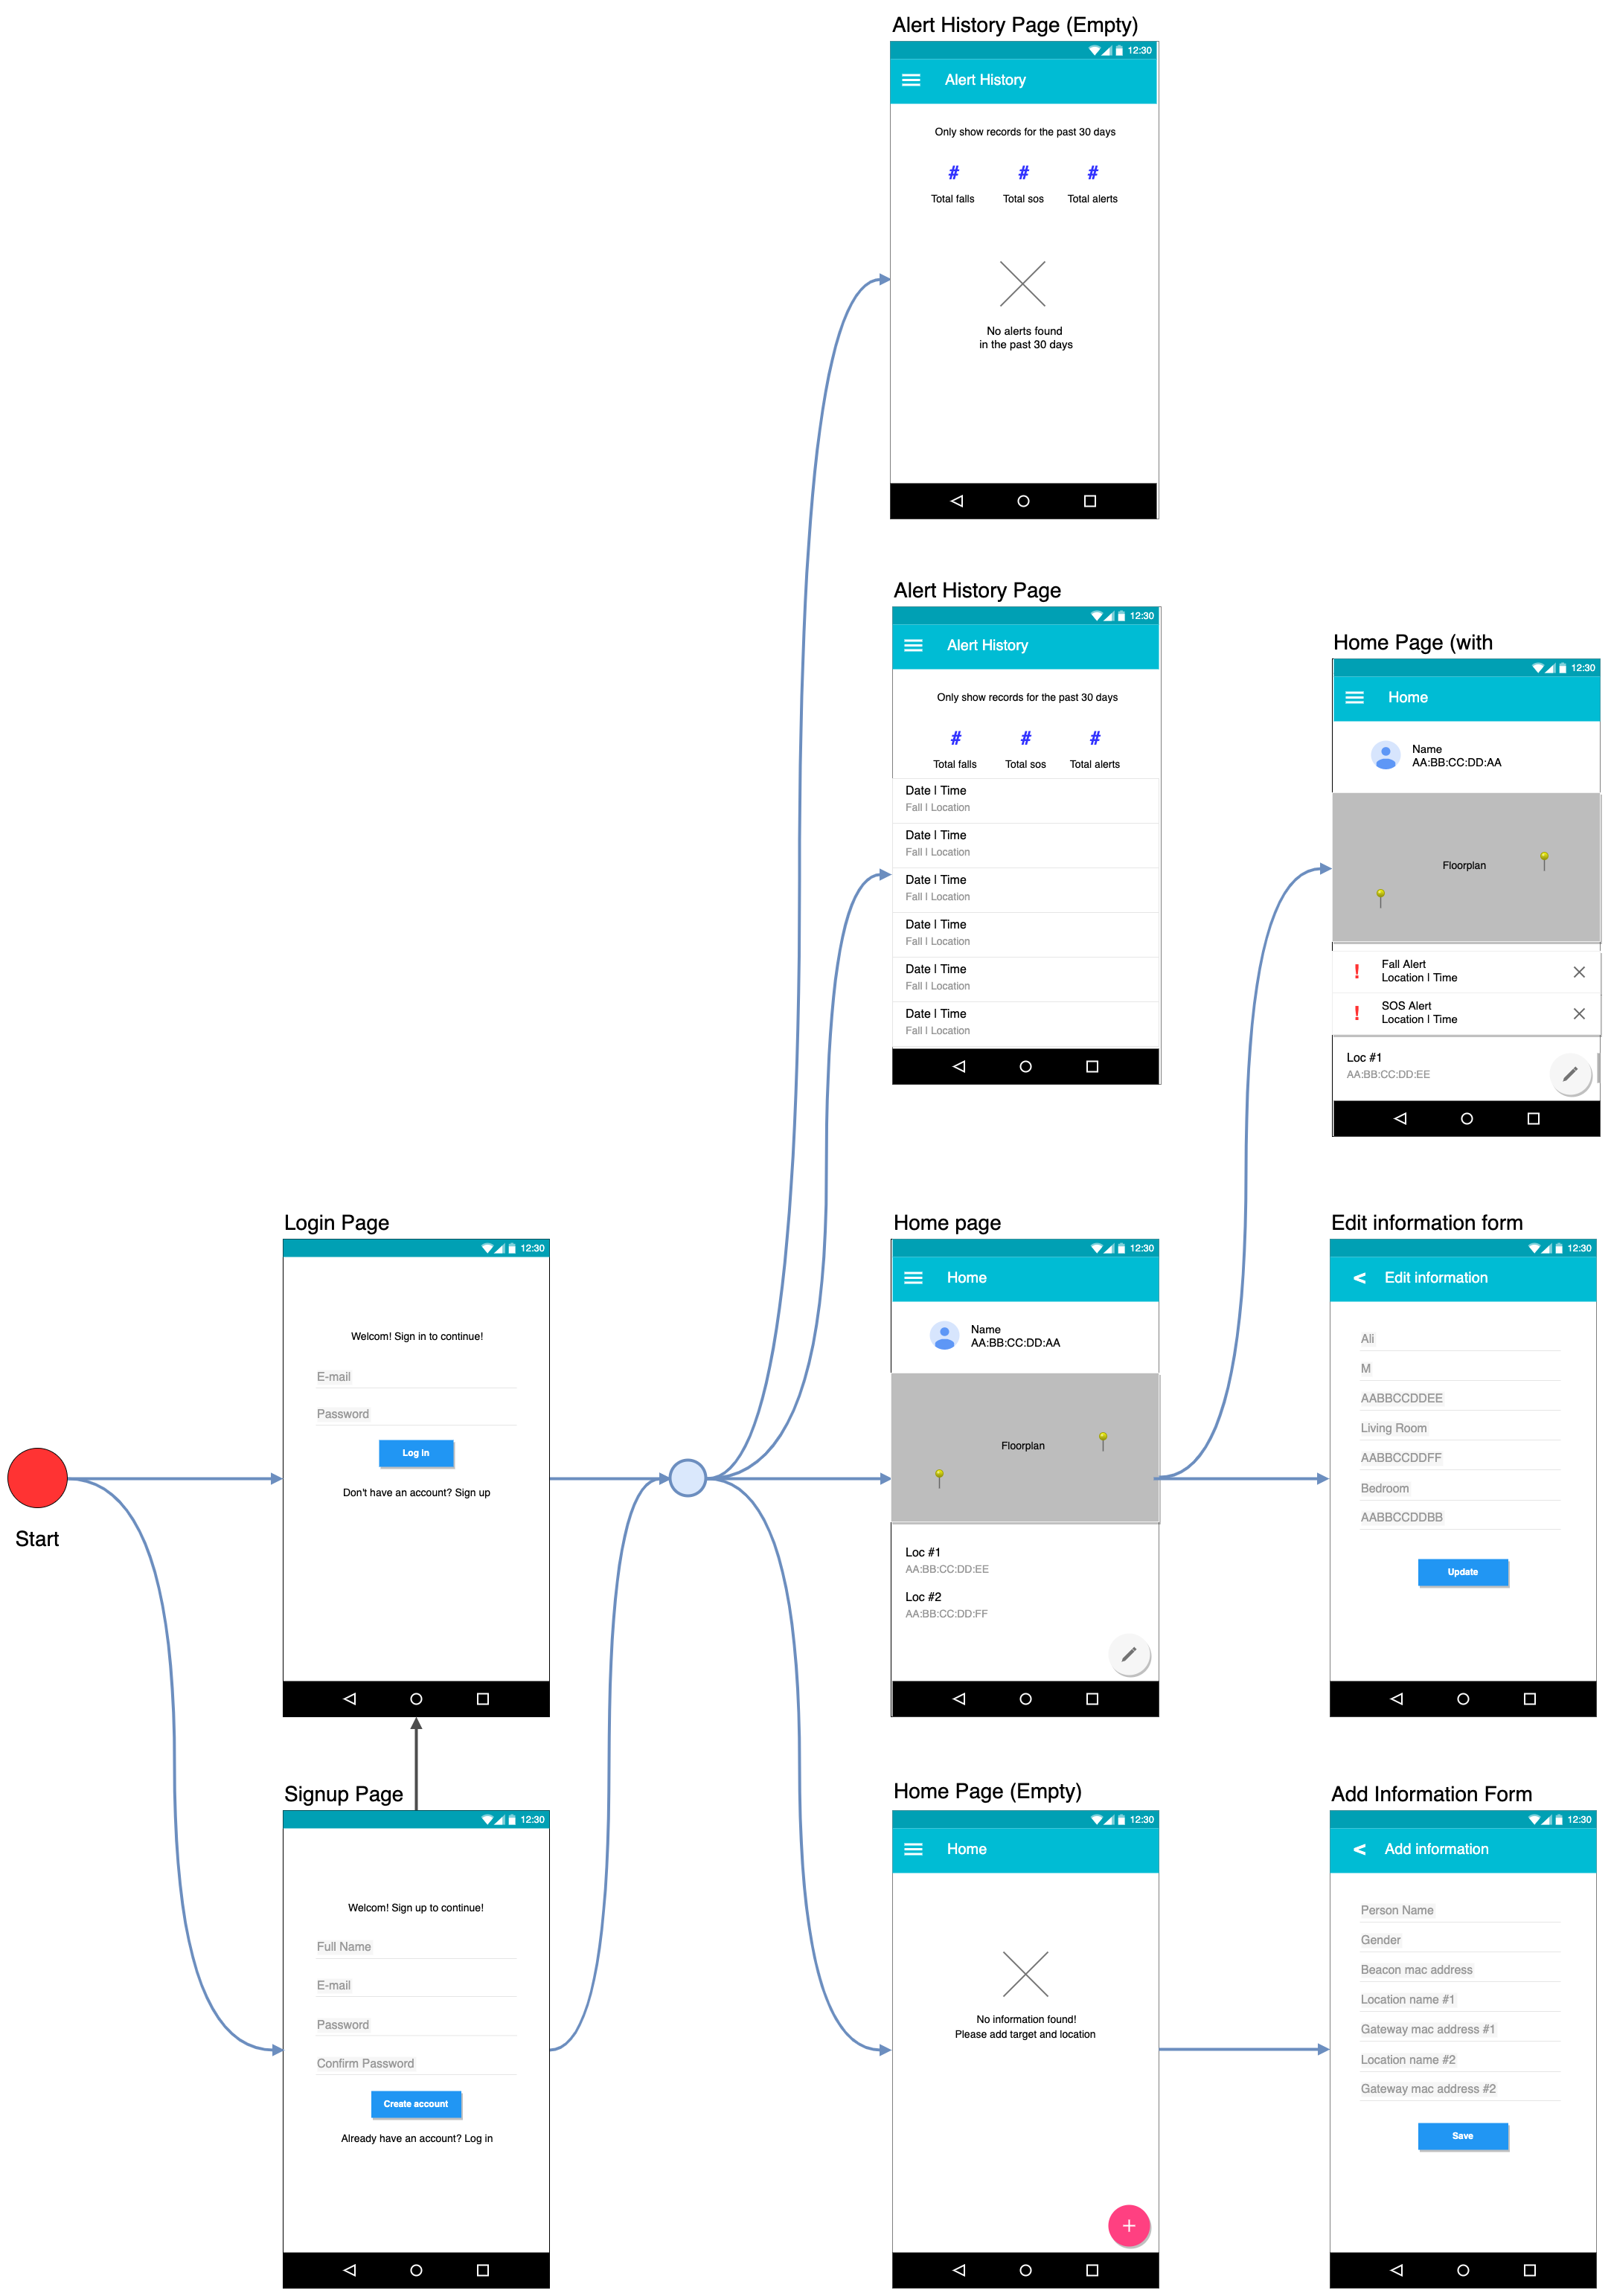 Alert History Page (Empty)
12:30
Alert History
Only show records for the past 30 days
# # #
Total falls Total sos Total alerts
No alerts found
in the past 30 days
Alert History Page
12:30
Alert History
Only show records for the past 30 days
# # #
Total falls Total sos Total alerts
Date | Time
Fall | Location
Date | Time
Fall | Location
Date | Time
Fall | Location
Date | Time
Fall | Location
Date | Time
Fall | Location
Date | Time
Fall | Location
Home Page (with
12:30
Home
Name
AA:BB:CC:DD:AA
Floorplan
! Fall Alert
Location | Time
! SOS Alert
Location | Time
Loc #1
AA:BB:CC:DD:EE
Start
Login Page
12:30
Welcom! Sign in to continue!
E-mail
Password
Log in
Don't have an account? Sign up
Home page
12:30
Home
Name
AA:BB:CC:DD:AA
Floorplan
Loc #1
AA:BB:CC:DD:EE
Loc #2
AA:BB:CC:DD:FF
Edit information form
12:30
< Edit information
Ali
M
AABBCCDDEE
Living Room
AABBCCDDFF
Bedroom
AABBCCDDBB
Update
Signup Page
12:30
Welcom! Sign up to continue!
Full Name
E-mail
Password
Confirm Password
Create account
Already have an account? Log in
Home Page (Empty)
12:30
Home
No information found!
Please add target and location
+
Add Information Form
12:30
< Add information
Person Name
Gender
Beacon mac address
Location name #1
Gateway mac address #1
Location name #2
Gateway mac address #2
Save